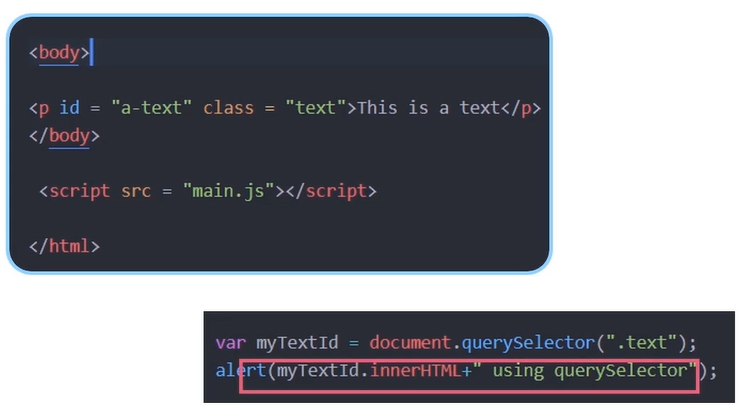 <body>
<p id = "a-text" class = "text">This is a text</p>
</body>
<script src = "main.js"></script>
</html>
var myTextId = document.querySelector(".text");
alert(myTextId.innerHTML+" using querySelector");